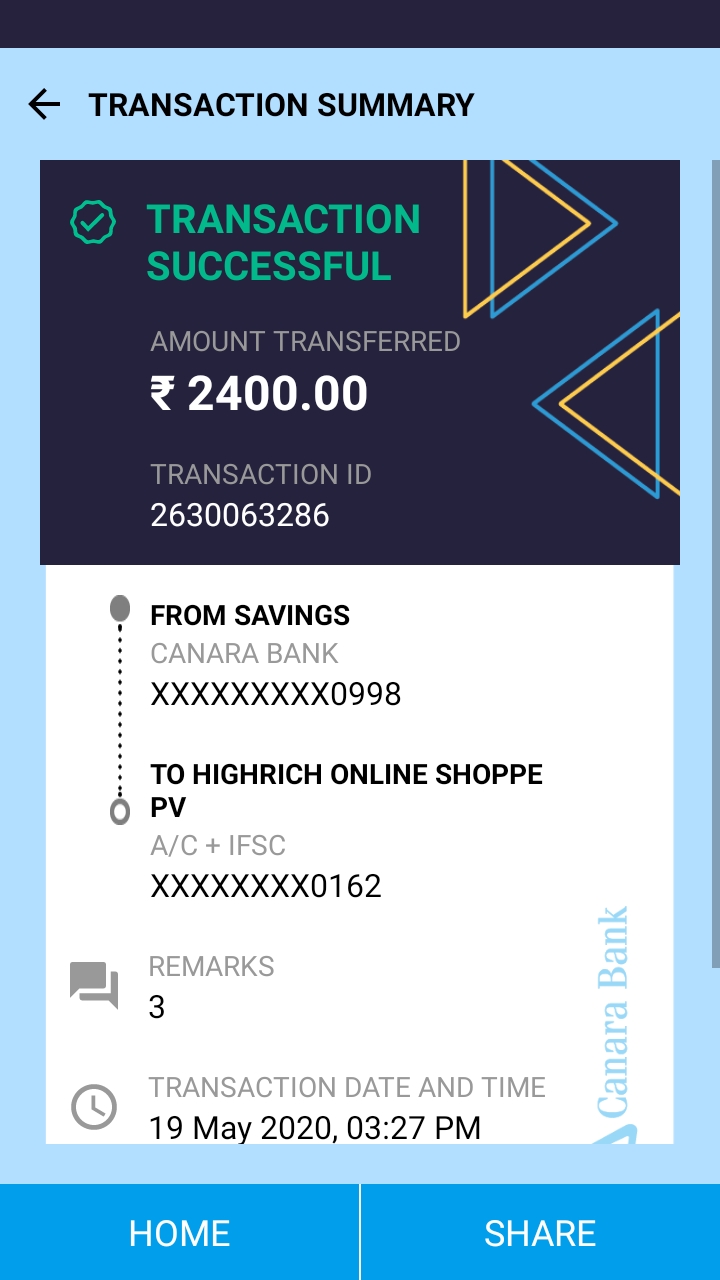 TRANSACTION SUMMARY
TRANSACTION
SUCCESSFUL
AMOUNT TRANSFERRED
₹ 2400.00
TRANSACTION ID
2630063286
FROM SAVINGS
CANARA BANK
XXXXXXXXX0998
TO HIGHRICH ONLINE SHOPPE
PV
A/C + IFSC
XXXXXXXX0162
REMARKS
3
TRANSACTION DATE AND TIME
19 May 2020, 03:27 PM
Canara Bank
HOME
SHARE